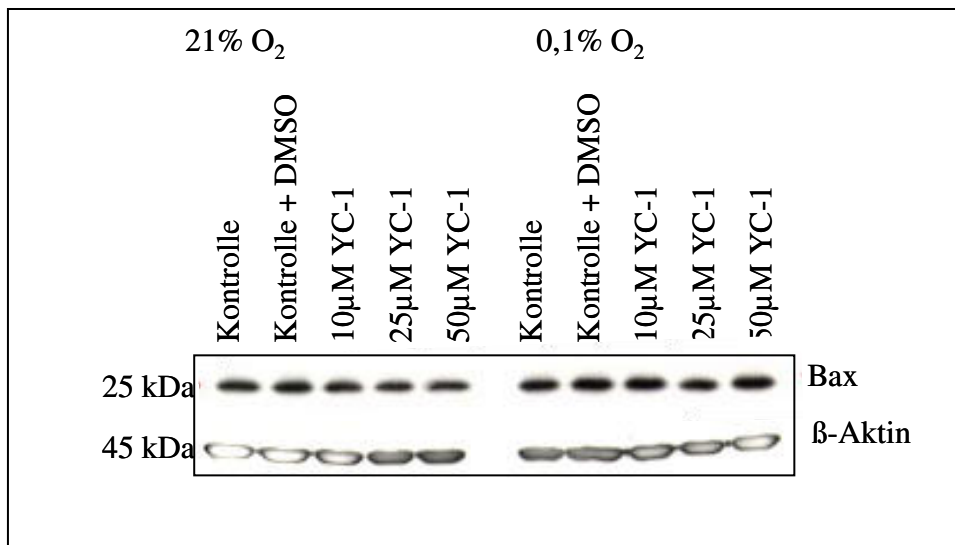 21% O₂
0,1% O₂
Kontrolle
Kontrolle + DMSO
10µM YC-1
25µM YC-1
50µM YC-1
Kontrolle
Kontrolle + DMSO
10µM YC-1
25µM YC-1
50µM YC-1
25 kDa
Bax
45 kDa
ß-Aktin